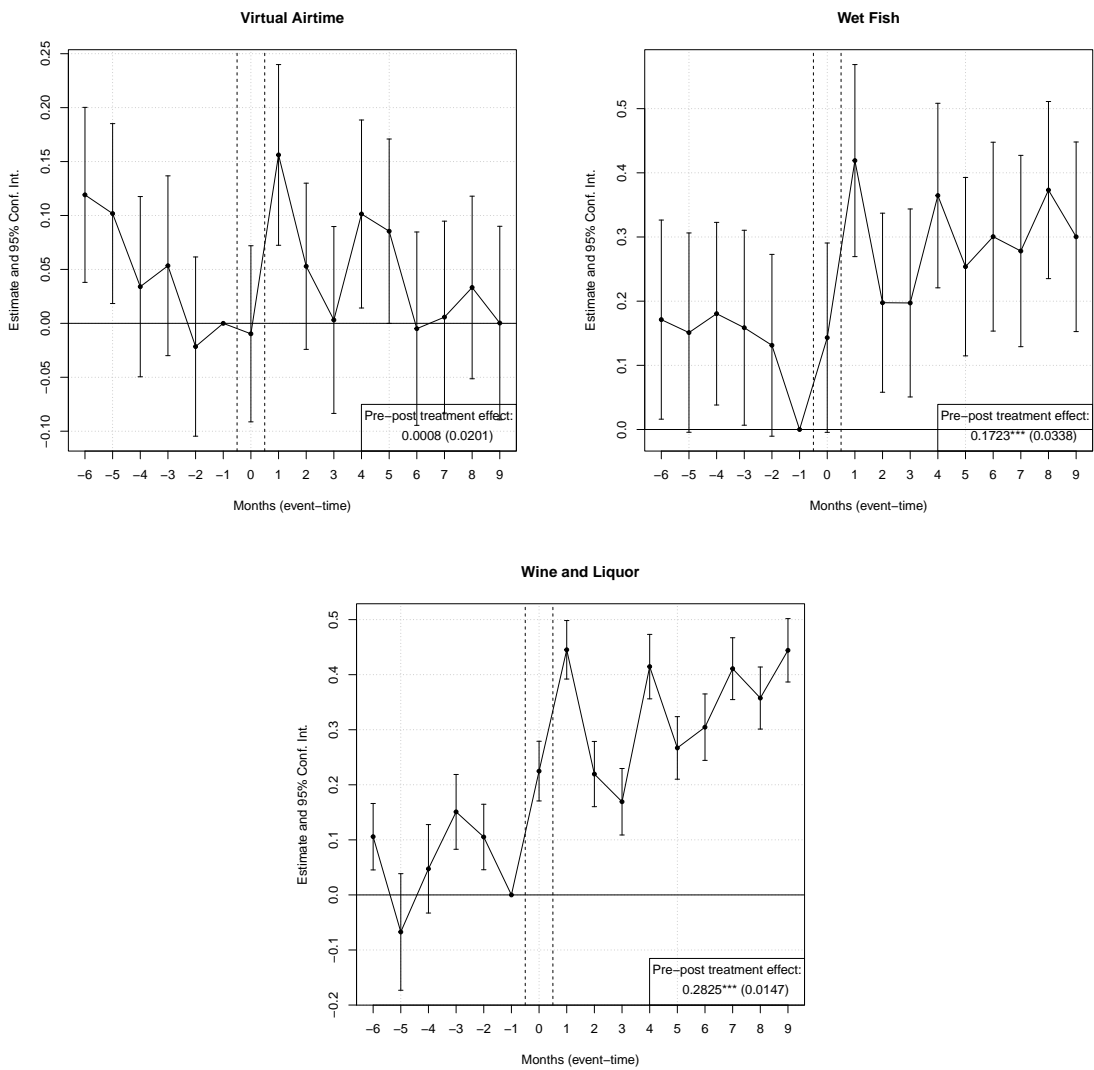 Virtual Airtime
Estimate and 95% Conf. Int.
0.25
0.20
0.15
0.10
0.05
0.00
−0.05
−0.10
Pre−post treatment effect:
0.0008 (0.0201)
−6 −5 −4 −3 −2 −1 0 1 2 3 4 5 6 7 8 9
Months (event−time)
Wet Fish
Estimate and 95% Conf. Int.
0.5
0.4
0.3
0.2
0.1
0.0
Pre−post treatment effect:
0.1723*** (0.0338)
−6 −5 −4 −3 −2 −1 0 1 2 3 4 5 6 7 8 9
Months (event−time)
Wine and Liquor
Estimate and 95% Conf. Int.
0.5
0.4
0.3
0.2
0.1
0.0
−0.1
−0.2
Pre−post treatment effect:
0.2825*** (0.0147)
−6 −5 −4 −3 −2 −1 0 1 2 3 4 5 6 7 8 9
Months (event−time)